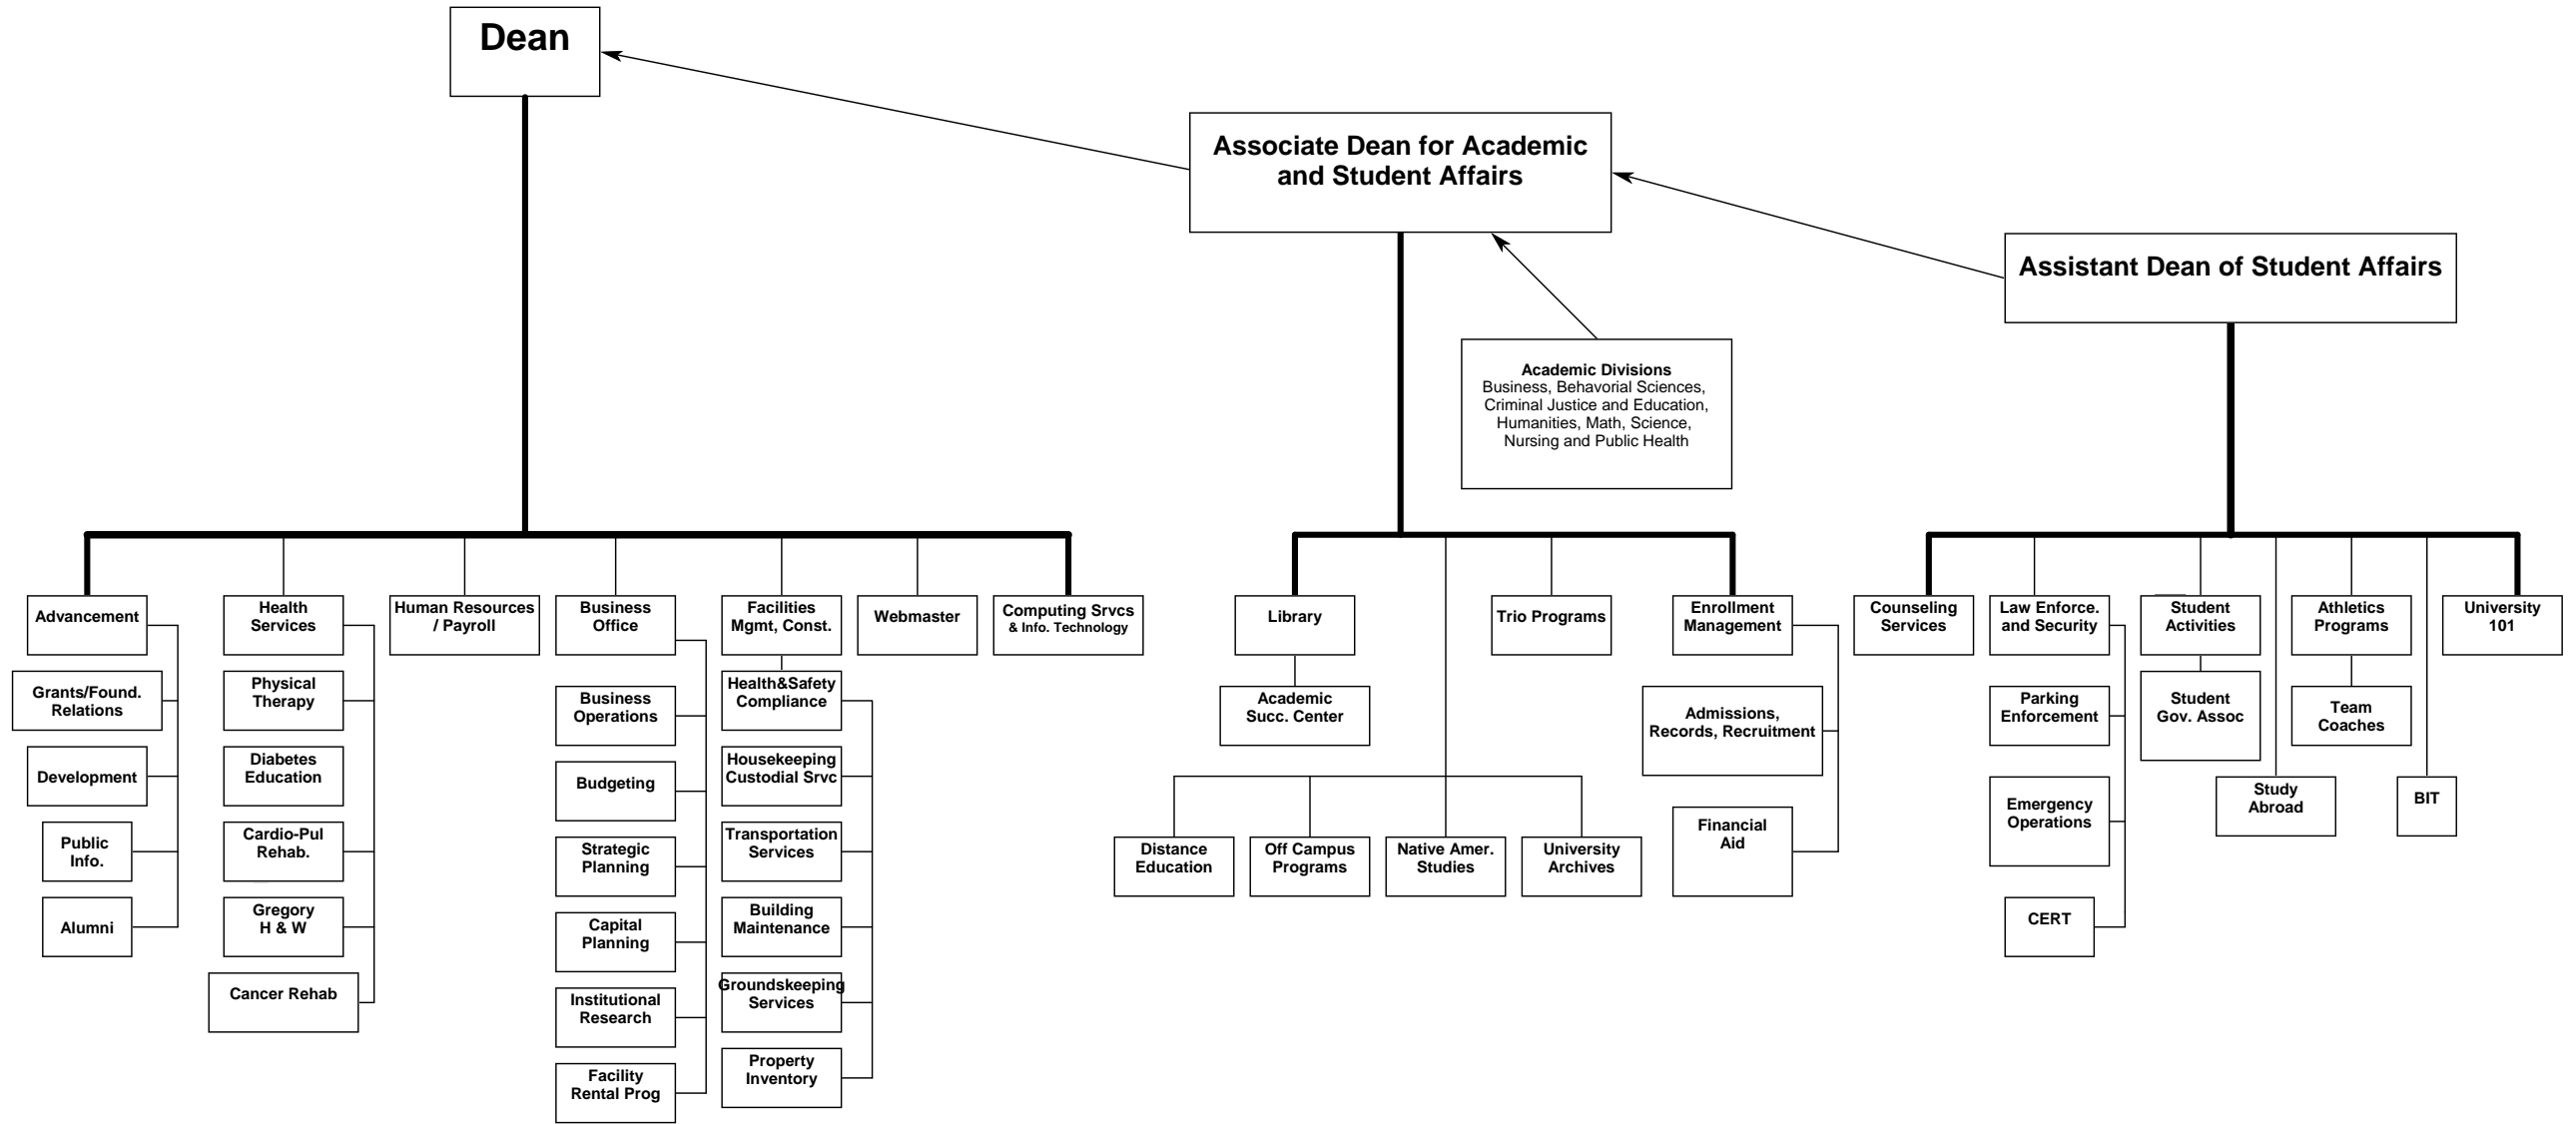 Dean
Associate Dean for Academic
and Student Affairs
Assistant Dean of Student Affairs
Academic Divisions
Business, Behavorial Sciences,
Criminal Justice and Education,
Humanities, Math, Science,
Nursing and Public Health
Advancement
Grants/Found.
Relations
Development
Public
Info.
Alumni
Health
Services
Physical
Therapy
Diabetes
Education
Cardio-Pul
Rehab.
Gregory
H & W
Cancer Rehab
Human Resources
/ Payroll
Business
Office
Business
Operations
Budgeting
Strategic
Planning
Capital
Planning
Institutional
Research
Facility
Rental Prog
Facilities
Mgmt, Const.
Health&Safety
Compliance
Housekeeping
Custodial Srvc
Transportation
Services
Building
Maintenance
Groundskeeping
Services
Property
Inventory
Webmaster
Computing Srvcs
& Info. Technology
Library
Academic
Succ. Center
Distance
Education
Off Campus
Programs
Native Amer.
Studies
University
Archives
Trio Programs
Enrollment
Management
Admissions,
Records, Recruitment
Financial
Aid
Counseling
Services
Law Enforce.
and Security
Parking
Enforcement
Emergency
Operations
CERT
Student
Activities
Student
Gov. Assoc
Study
Abroad
Athletics
Programs
Team
Coaches
BIT
University
101